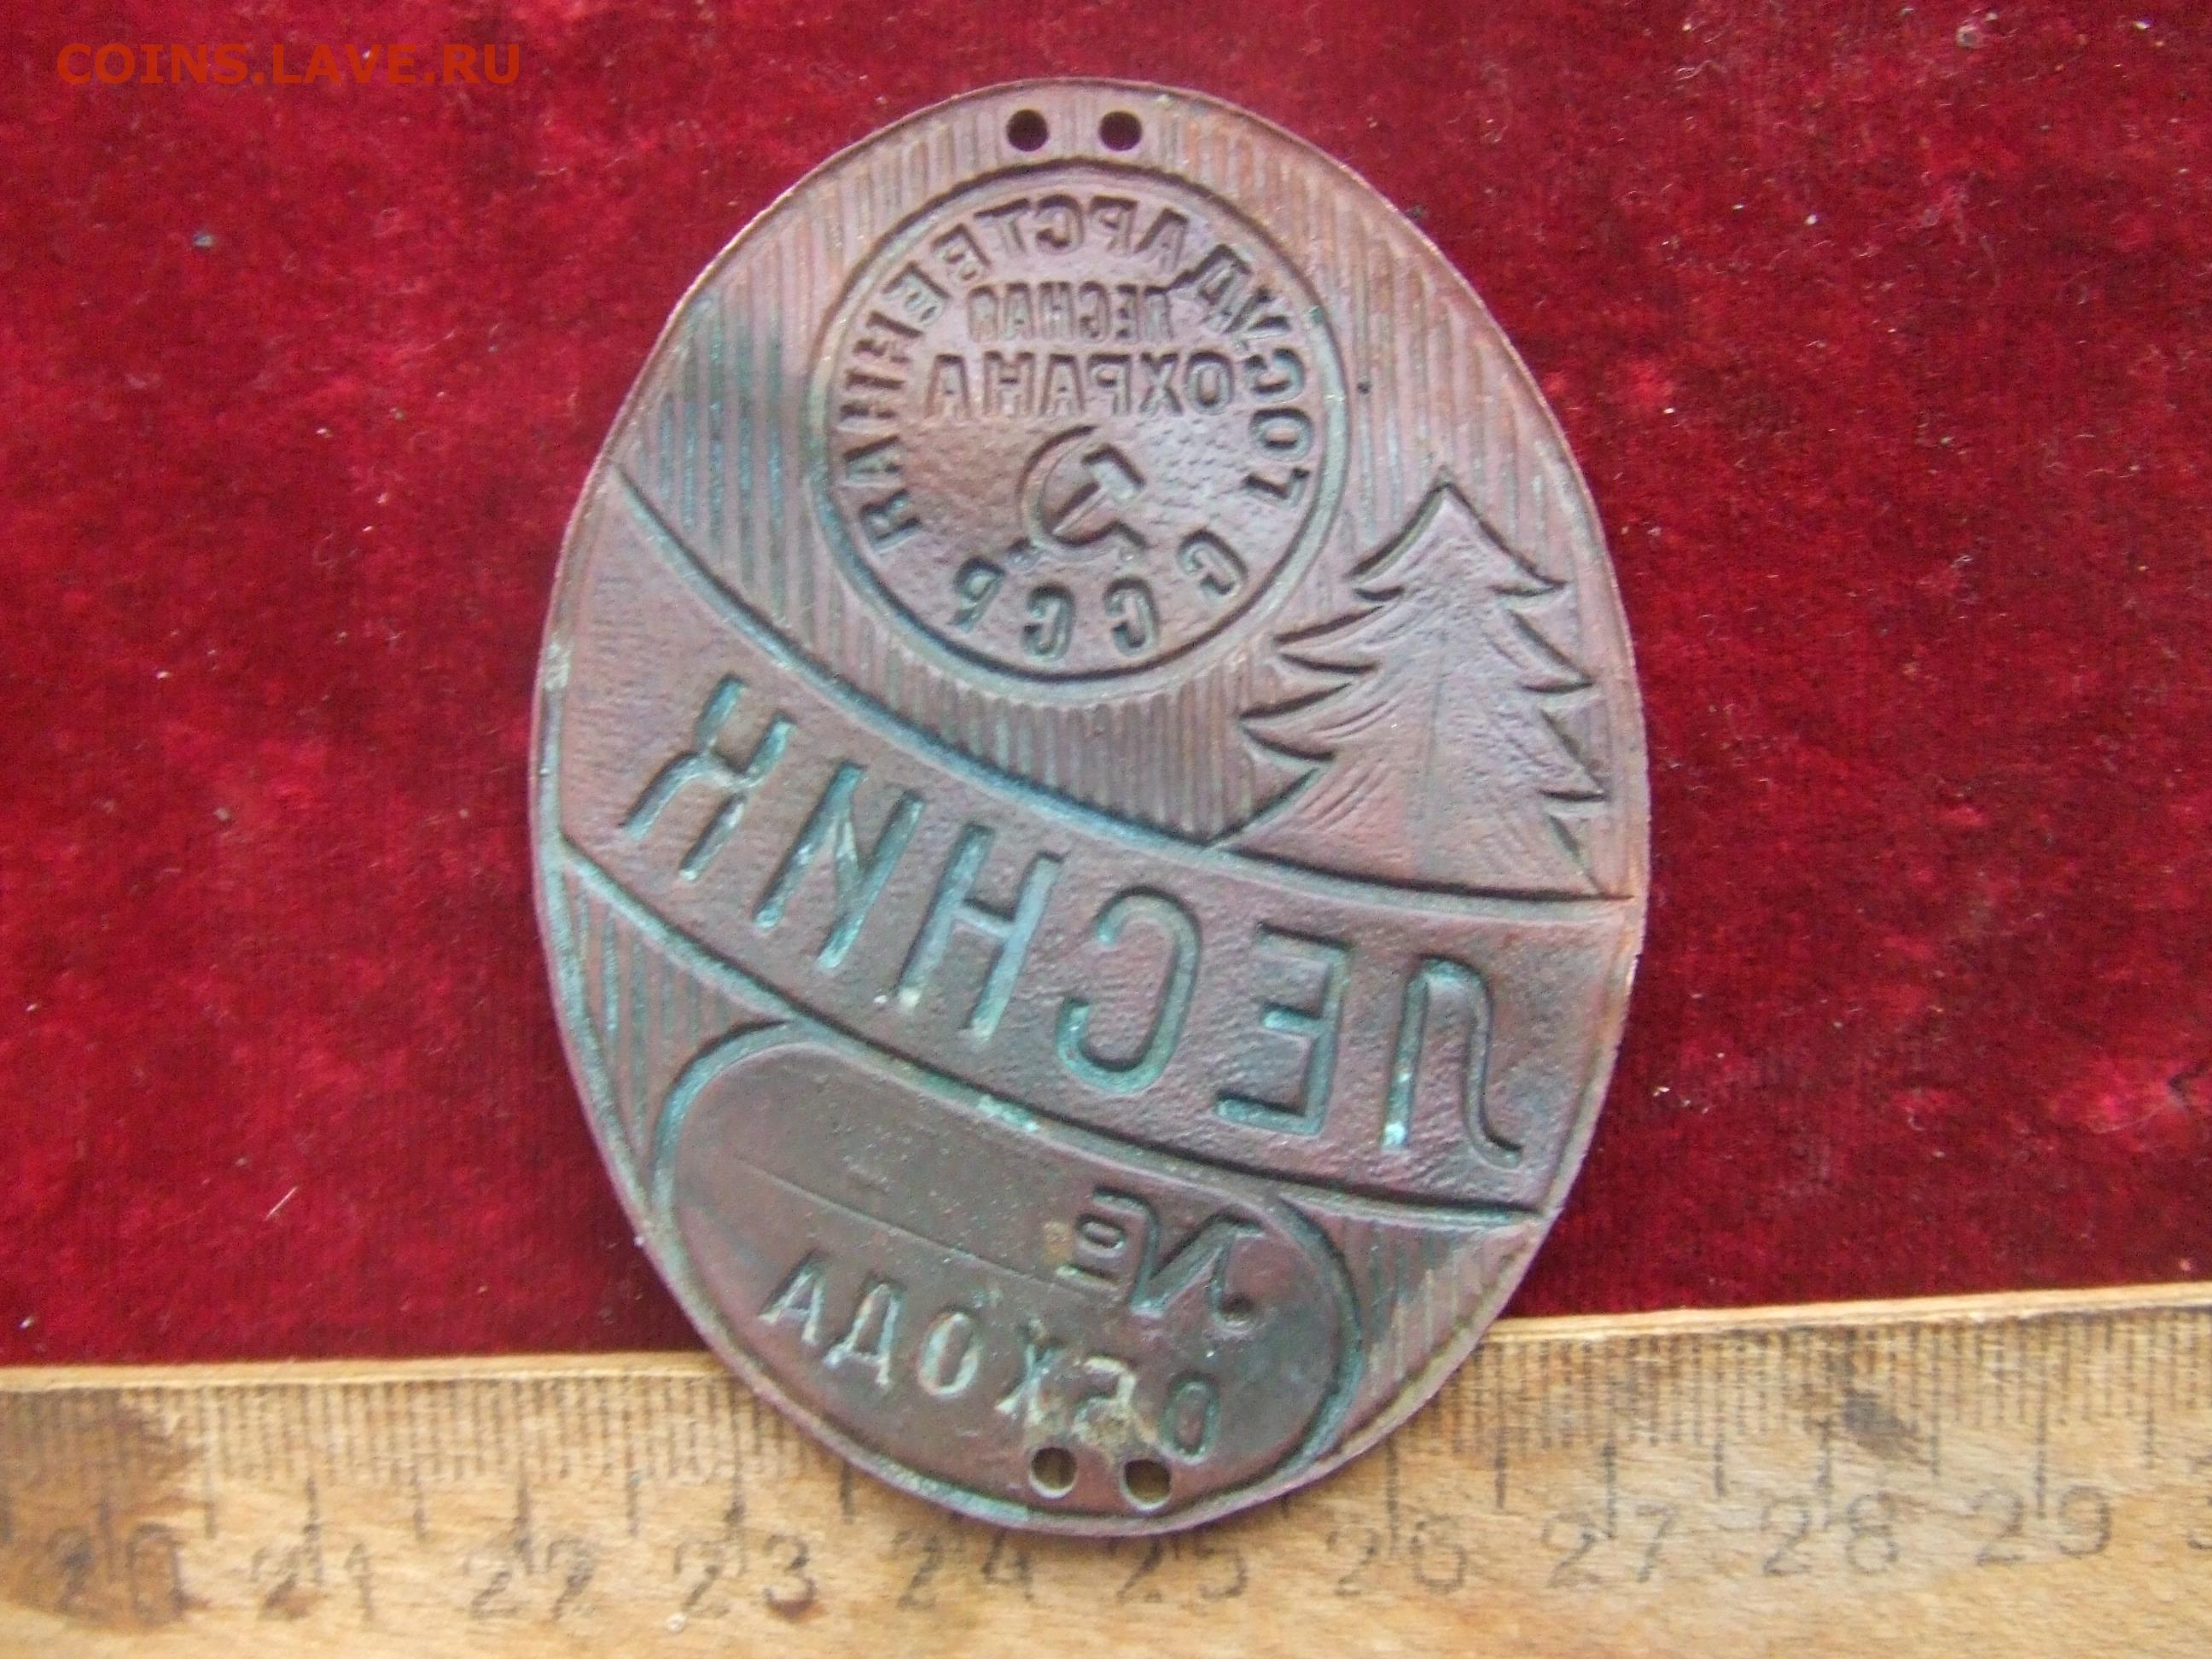 COINS.LAVE.RU
ГОСУДАРСТВЕННАЯ
ЛЕСНАЯ
ОХРАНА
СССР
ЛЕСНИК
№
ОБХОДА
20 21 22 23 24 25 26 27 28 29